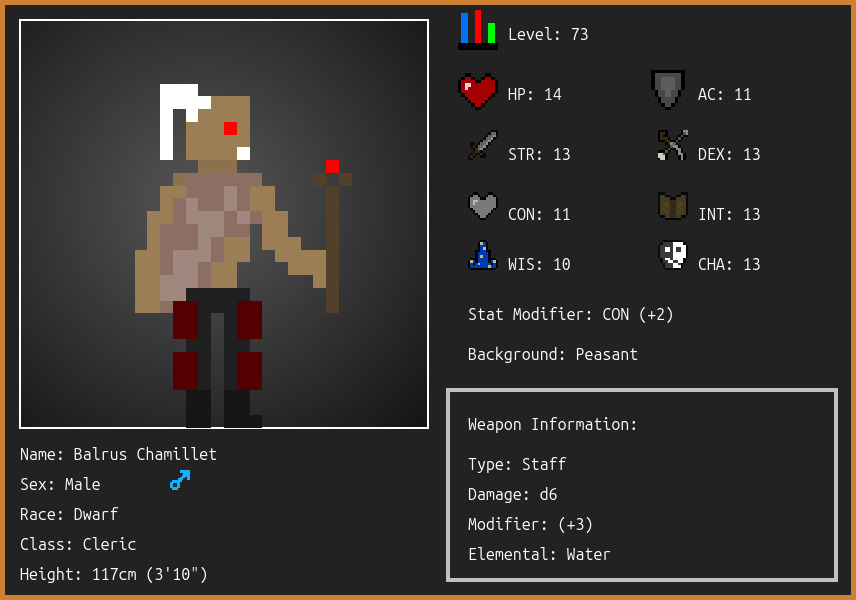 Level: 73
HP: 14
AC: 11
STR: 13
DEX: 13
CON: 11
INT: 13
WIS: 10
CHA: 13
Stat Modifier: CON (+2)
Background: Peasant
Weapon Information:
Type: Staff
Damage: d6
Modifier: (+3)
Elemental: Water
Name: Balrus Chamillet
Sex: Male
Race: Dwarf
Class: Cleric
Height: 117cm (3'10")